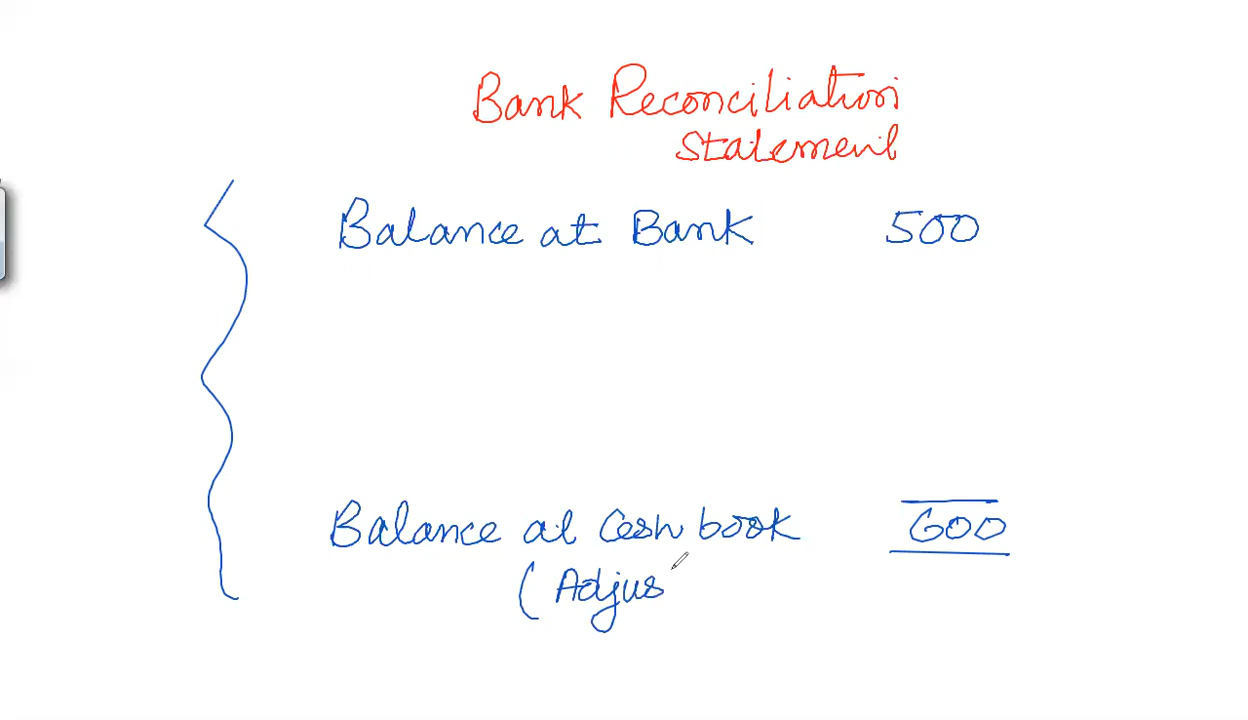 Bank Reconciliation
Statement
Balance at Bank 500
Balance at Cash book 600
(Adjus